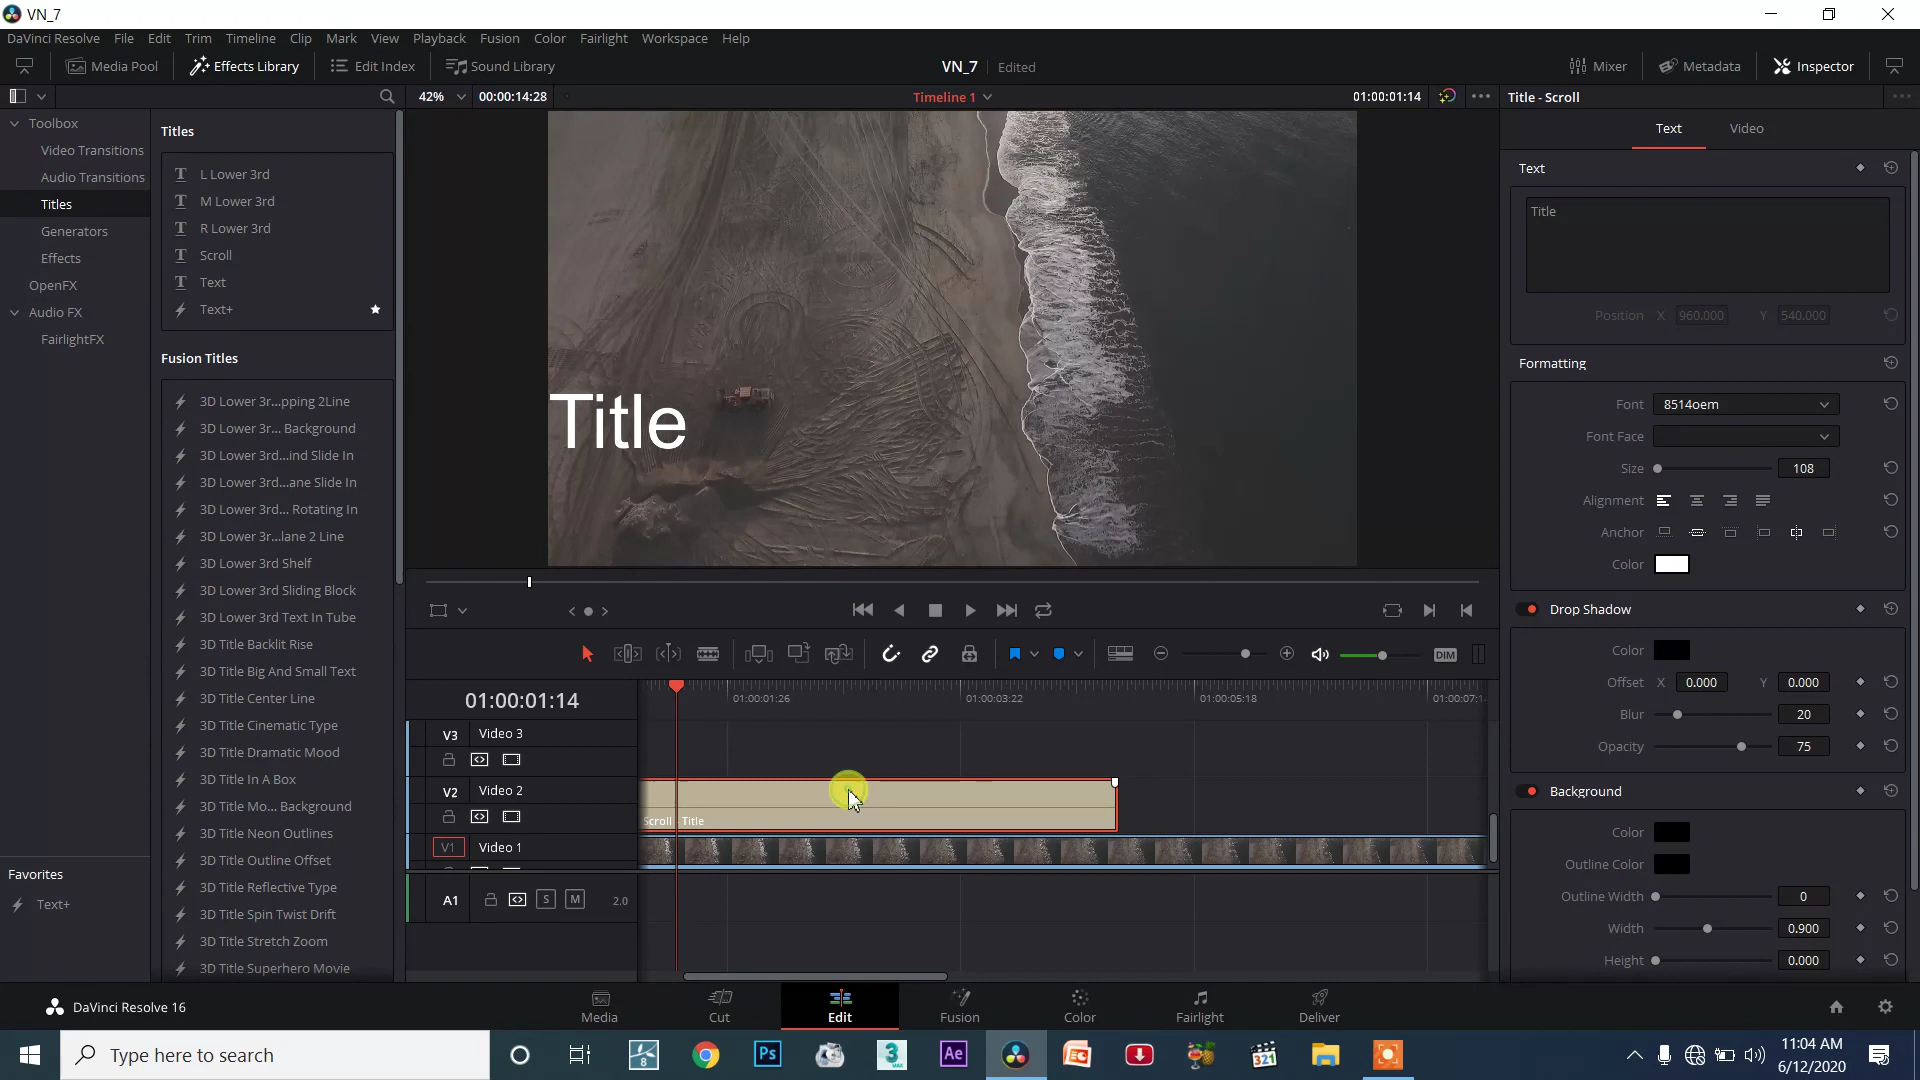 VN_7
DaVinci Resolve File Edit Trim Timeline Clip Mark View Playback Fusion Color Fairlight Workspace Help
Media Pool Effects Library Edit Index Sound Library VN_7 Edited Mixer Metadata Inspector
42% 00:00:14:28 Timeline 1 01:00:01:14 Title - Scroll
Toolbox
Video Transitions
Audio Transitions
Titles
Generators
Effects
OpenFX
Audio FX
FairlightFX
Favorites
Text+
Titles
L Lower 3rd
M Lower 3rd
R Lower 3rd
Scroll
Text
Text+
Fusion Titles
3D Lower 3r...pping 2Line
3D Lower 3r... Background
3D Lower 3rd...ind Slide In
3D Lower 3rd...ane Slide In
3D Lower 3rd... Rotating In
3D Lower 3r...lane 2 Line
3D Lower 3rd Shelf
3D Lower 3rd Sliding Block
3D Lower 3rd Text In Tube
3D Title Backlit Rise
3D Title Big And Small Text
3D Title Center Line
3D Title Cinematic Type
3D Title Dramatic Mood
3D Title In A Box
3D Title Mo... Background
3D Title Neon Outlines
3D Title Outline Offset
3D Title Reflective Type
3D Title Spin Twist Drift
3D Title Stretch Zoom
3D Title Superhero Movie
Title
DIM
01:00:01:14
01:00:01:26 01:00:03:22 01:00:05:18 01:00:07:1
V3 Video 3
V2 Video 2
Scroll - Title
V1 Video 1
A1 S M 2.0
Text Video
Text
Title
Position X 960.000 Y 540.000
Formatting
Font 8514oem
Font Face
Size 108
Alignment
Anchor
Color
Drop Shadow
Color
Offset X 0.000 Y 0.000
Blur 20
Opacity 75
Background
Color
Outline Color
Outline Width 0
Width 0.900
Height 0.000
DaVinci Resolve 16
Media Cut Edit Fusion Color Fairlight Deliver
Type here to search
8
Ps
3
MAX
Ae
321
11:04 AM
6/12/2020